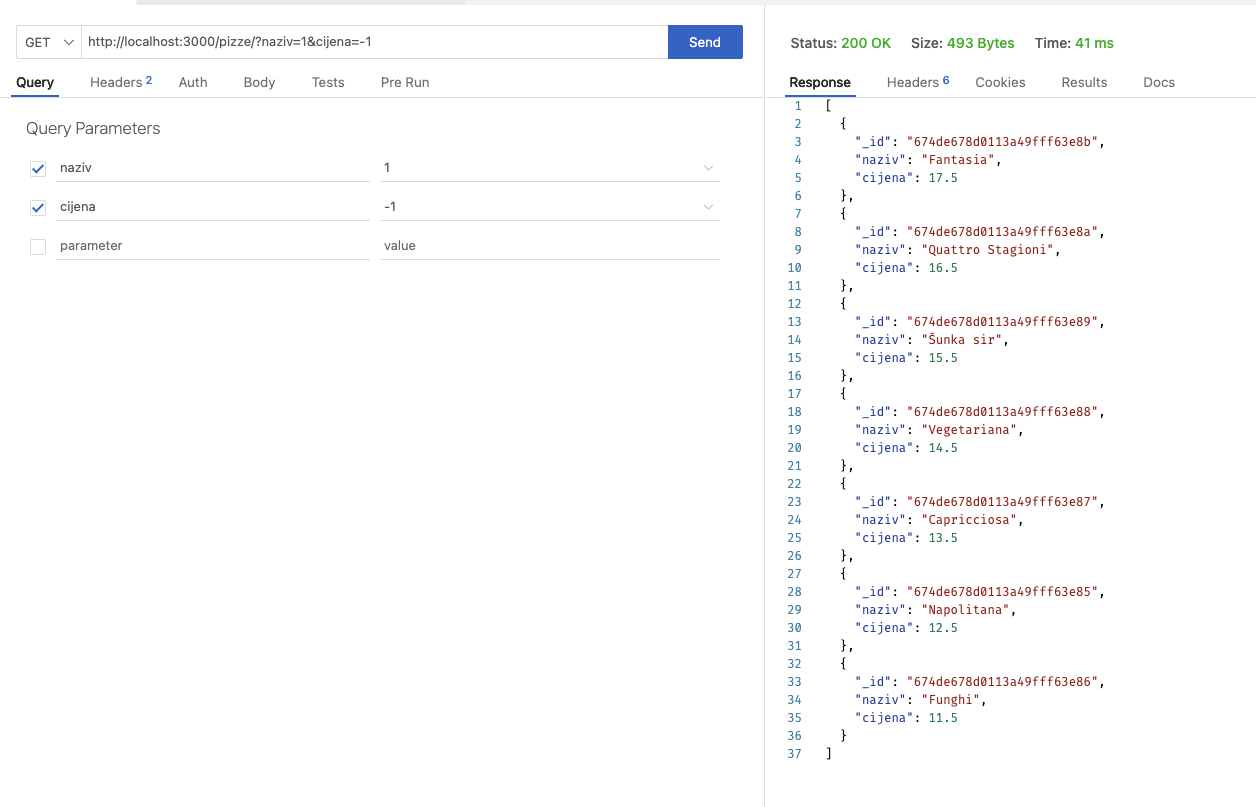 GET http://localhost:3000/pizze/?naziv=1&cijena=-1 Send
Query Headers 2 Auth Body Tests Pre Run
Query Parameters
naziv 1
cijena -1
parameter value
Status: 200 OK Size: 493 Bytes Time: 41 ms
Response Headers 6 Cookies Results Docs
1 [
2 {
3 "_id": "674de678d0113a49fff63e8b",
4 "naziv": "Fantasia",
5 "cijena": 17.5
6 },
7 {
8 "_id": "674de678d0113a49fff63e8a",
9 "naziv": "Quattro Stagioni",
10 "cijena": 16.5
11 },
12 {
13 "_id": "674de678d0113a49fff63e89",
14 "naziv": "Šunka sir",
15 "cijena": 15.5
16 },
17 {
18 "_id": "674de678d0113a49fff63e88",
19 "naziv": "Vegetariana",
20 "cijena": 14.5
21 },
22 {
23 "_id": "674de678d0113a49fff63e87",
24 "naziv": "Capricciosa",
25 "cijena": 13.5
26 },
27 {
28 "_id": "674de678d0113a49fff63e85",
29 "naziv": "Napolitana",
30 "cijena": 12.5
31 },
32 {
33 "_id": "674de678d0113a49fff63e86",
34 "naziv": "Funghi",
35 "cijena": 11.5
36 }
37 ]